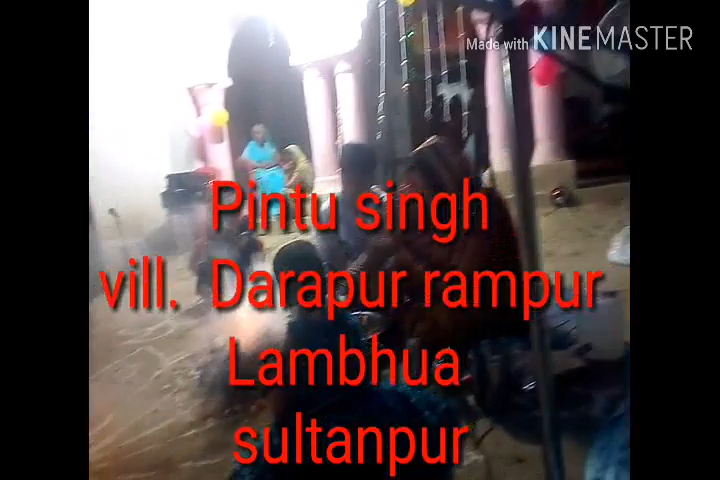 Made with KINEMASTER
Pintu singh
vill. Darapur rampur
Lambhua
sultanpur